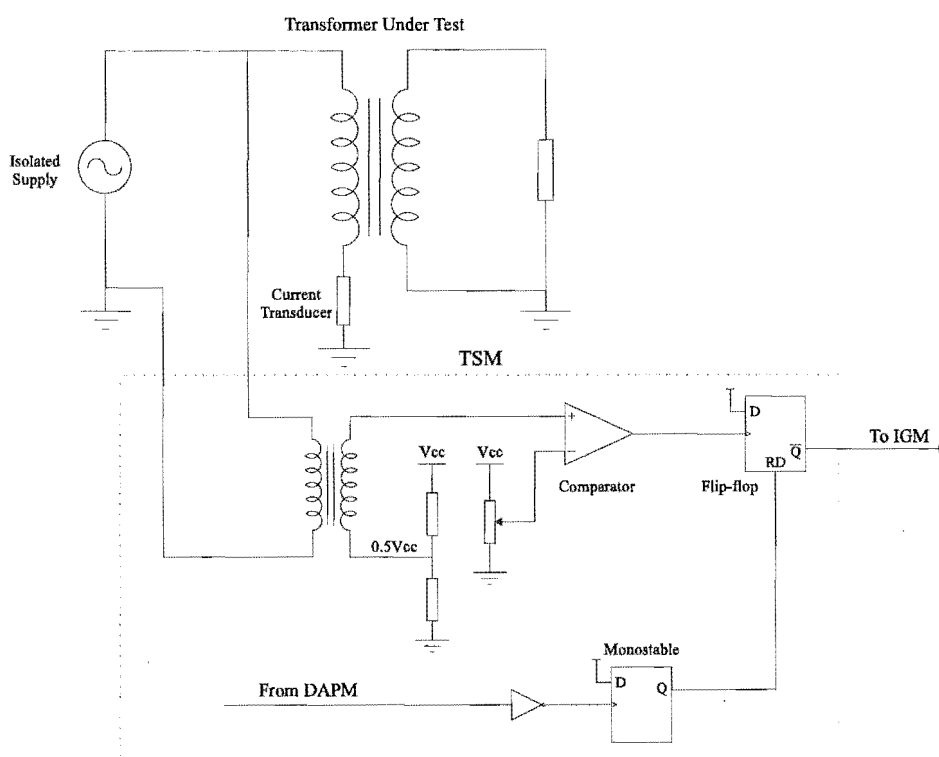 Transformer Under Test
Isolated
Supply
Current
Transducer
TSM
D
To IGM
Vcc
Vcc
+
−
Q̅
RD
Comparator
Flip-flop
0.5Vcc
Monostable
From DAPM
D
Q